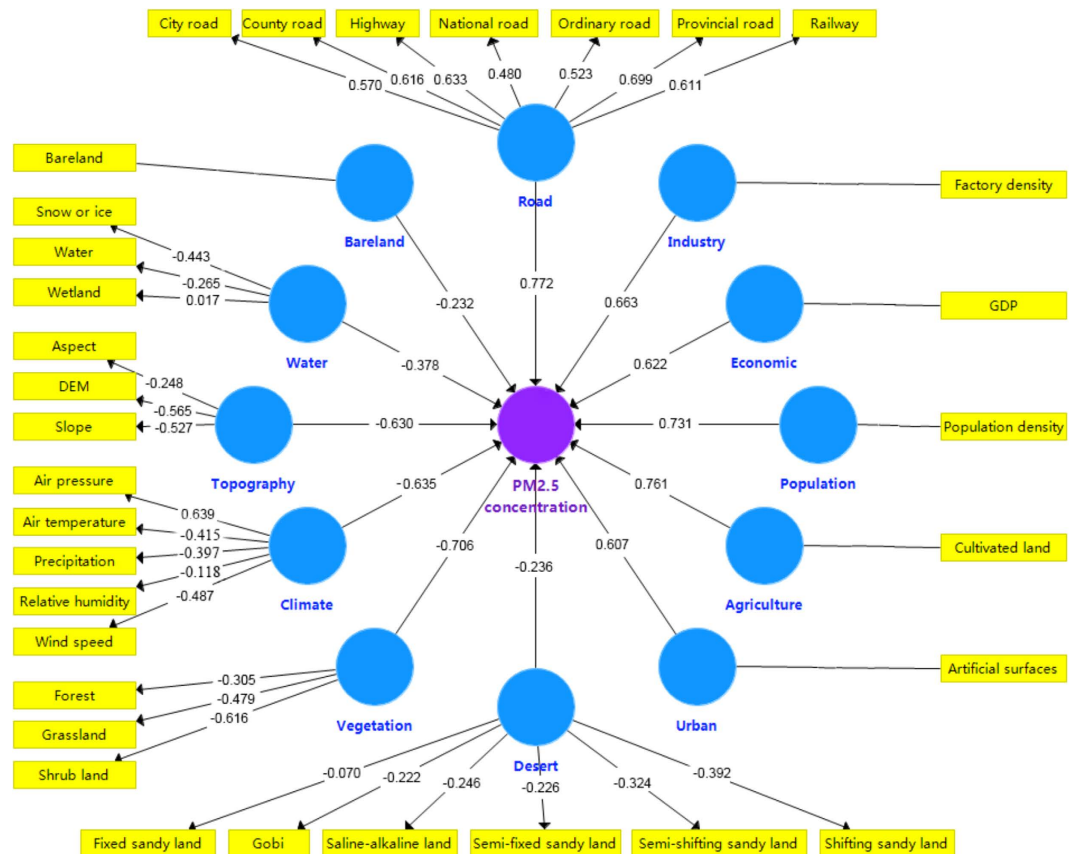 City road
County road
Highway
National road
Ordinary road
Provincial road
Railway
0.570
0.616
0.633
0.480
0.523
0.699
0.611
Road
0.772
Bareland
Bareland
-0.232
Factory density
Industry
0.663
Snow or ice
Water
Wetland
-0.443
-0.265
0.017
Water
-0.378
GDP
Economic
0.622
Aspect
DEM
Slope
-0.248
-0.565
-0.527
Topography
-0.630
Population density
Population
0.731
PM2.5
concentration
Air pressure
Air temperature
Precipitation
Relative humidity
Wind speed
0.639
-0.415
-0.397
-0.118
-0.487
Climate
-0.635
Cultivated land
Agriculture
0.761
Forest
Grassland
Shrub land
-0.305
-0.479
-0.616
Vegetation
-0.706
Artificial surfaces
Urban
0.607
-0.236
Desert
-0.070
-0.222
-0.246
-0.226
-0.324
-0.392
Fixed sandy land
Gobi
Saline-alkaline land
Semi-fixed sandy land
Semi-shifting sandy land
Shifting sandy land